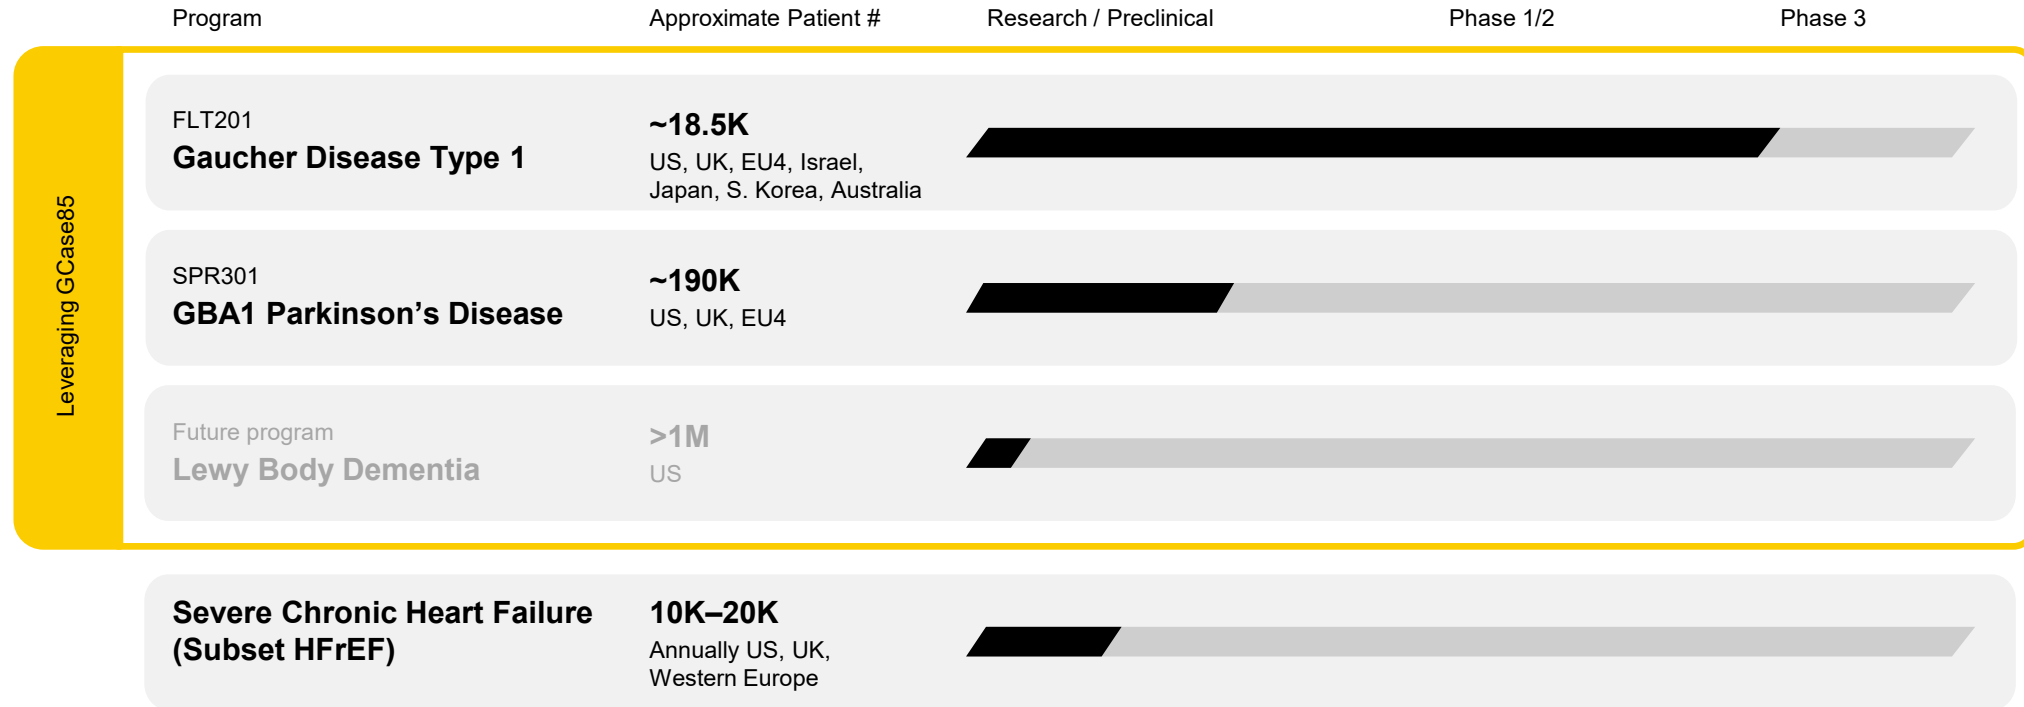 Program Approximate Patient # Research / Preclinical Phase 1/2 Phase 3
Leveraging GCase85
FLT201
Gaucher Disease Type 1
~18.5K
US, UK, EU4, Israel,
Japan, S. Korea, Australia
SPR301
GBA1 Parkinson’s Disease
~190K
US, UK, EU4
Future program
Lewy Body Dementia
>1M
US
Severe Chronic Heart Failure
(Subset HFrEF)
10K–20K
Annually US, UK,
Western Europe